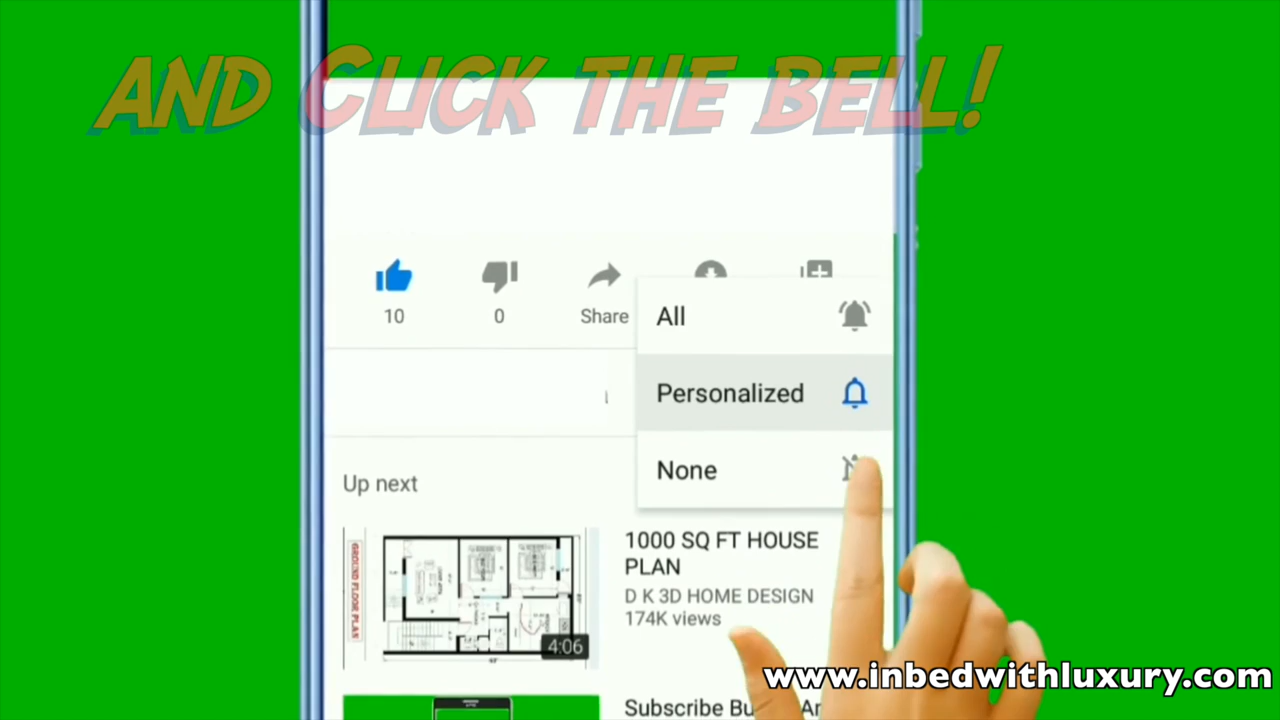 AND CLICK THE BELL!
10
0
Share
All
Personalized
None
Up next
GROUND FLOOR PLAN
4:06
1000 SQ FT HOUSE
PLAN
D K 3D HOME DESIGN
174K views
Subscribe Bu
www.inbedwithluxury.com